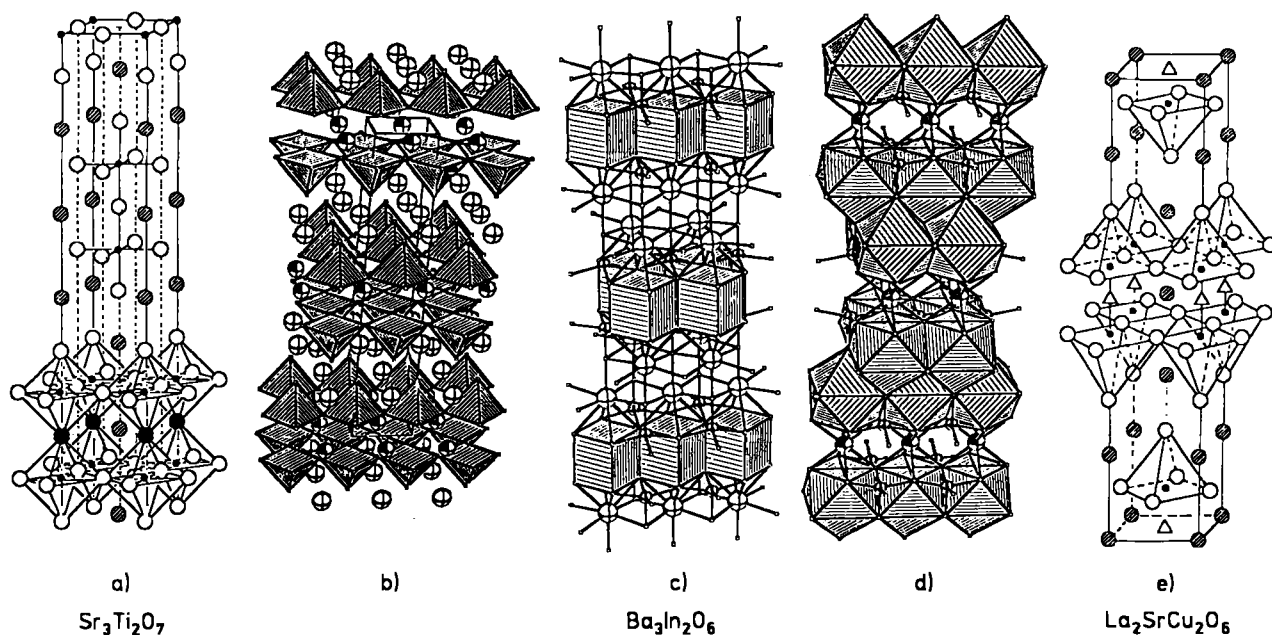 a) b) c) d) e)
Sr₃Ti₂O₇ Ba₃In₂O₆ La₂SrCu₂O₆